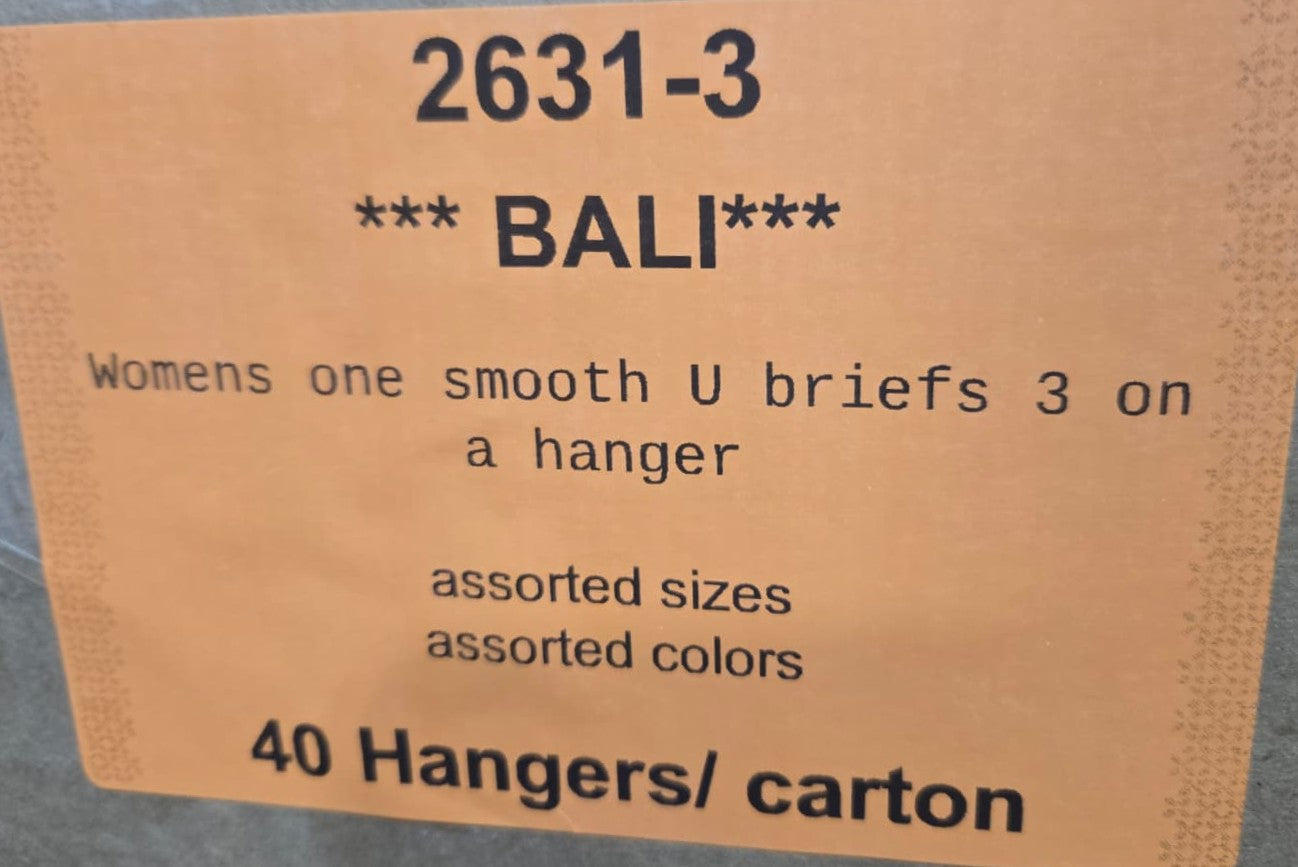 2631-3
*** BALI***
Womens one smooth U briefs 3 on
a hanger
assorted sizes
assorted colors
40 Hangers/ carton